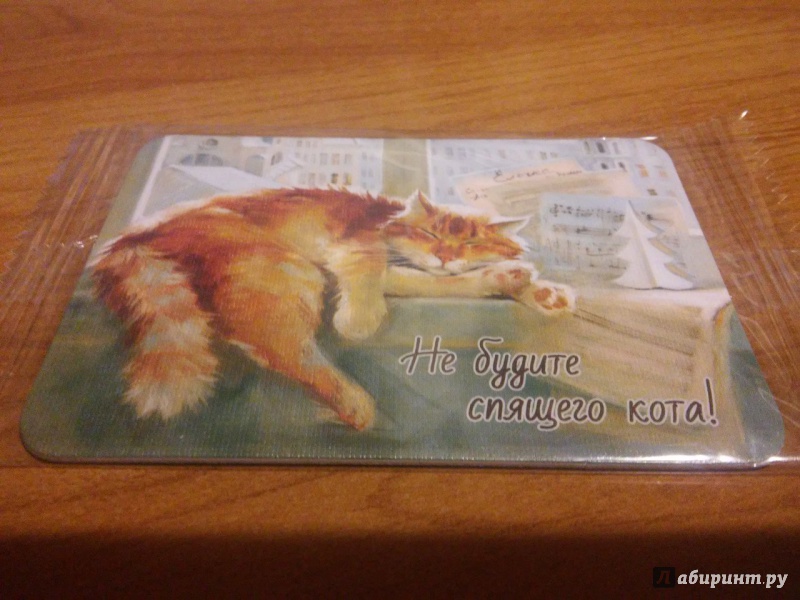 Не будите
спящего кота!
Лабиринт.ру